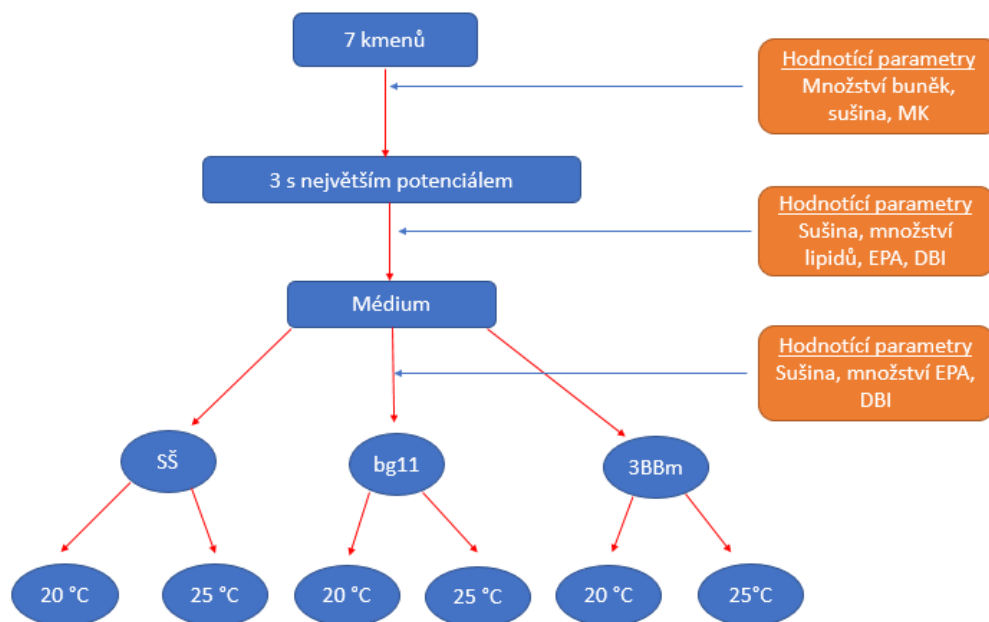 7 kmenů
Hodnotící parametry
Množství buněk,
sušina, MK
3 s největším potenciálem
Hodnotící parametry
Sušina, množství
lipidů, EPA, DBI
Médium
Hodnotící parametry
Sušina, množství EPA,
DBI
SŠ
bg11
3BBm
20 °C
25 °C
20 °C
25 °C
20 °C
25°C